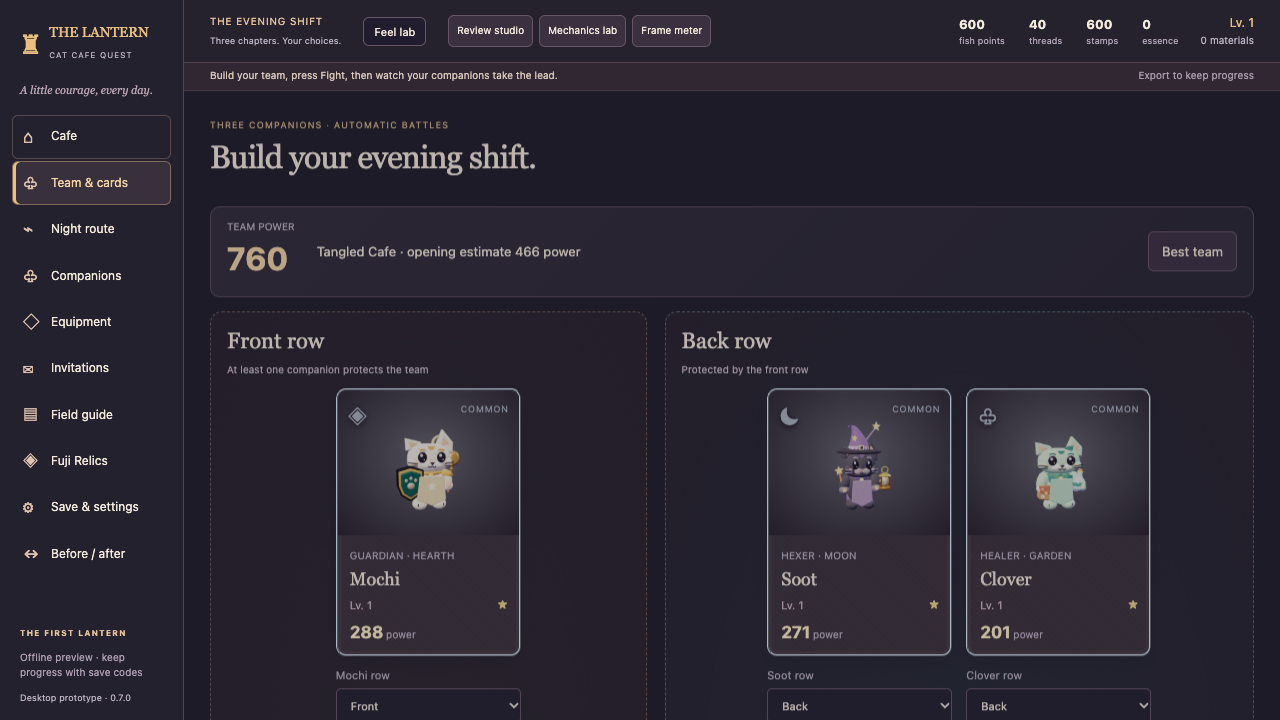 THE LANTERN
CAT CAFE QUEST
A little courage, every day.
Cafe
Team & cards
Night route
Companions
Equipment
Invitations
Field guide
Fuji Relics
Save & settings
Before / after
THE FIRST LANTERN
Offline preview · keep
progress with save codes
Desktop prototype · 0.7.0
THE EVENING SHIFT
Three chapters. Your choices.
Feel lab
Review studio
Mechanics lab
Frame meter
600
fish points
40
threads
600
stamps
0
essence
Lv. 1
0 materials
Build your team, press Fight, then watch your companions take the lead.
Export to keep progress
THREE COMPANIONS · AUTOMATIC BATTLES
Build your evening shift.
TEAM POWER
760
Tangled Cafe · opening estimate 466 power
Best team
Front row
At least one companion protects the team
COMMON
GUARDIAN · HEARTH
Mochi
Lv. 1
288 power
Mochi row
Front
Back row
Protected by the front row
COMMON
HEXER · MOON
Soot
Lv. 1
271 power
Soot row
Back
COMMON
HEALER · GARDEN
Clover
Lv. 1
201 power
Clover row
Back